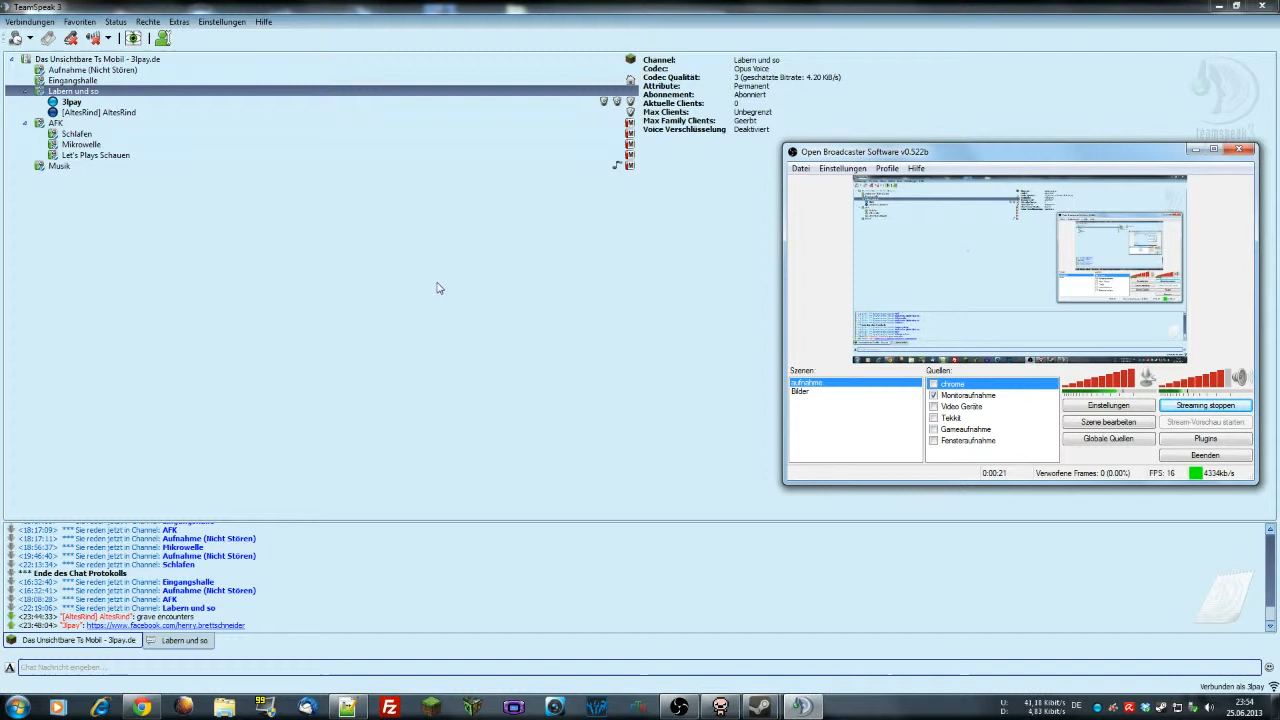 TeamSpeak 3
Verbindungen Favoriten Status Rechte Extras Einstellungen Hilfe
Das Unsichtbare Ts Mobil - 3lpay.de
Aufnahme (Nicht Stören)
Eingangshalle
Labern und so
3lpay
[AltesRind] AltesRind
AFK
Schlafen
Mikrowelle
Let's Plays Schauen
Musik
Channel: Labern und so
Codec: Opus Voice
Codec Qualität: 3 (geschätzte Bitrate: 4.20 KiB/s)
Attribute: Permanent
Abonnement: Abonniert
Aktuelle Clients: 0
Max Clients: Unbegrenzt
Max Family Clients: Geerbt
Voice Verschlüsselung Deaktiviert
teamspeak
Open Broadcaster Software v0.522b
Datei Einstellungen Profile Hilfe
Szenen: Quellen:
aufnahme
Bilder
chrome
Monitoraufnahme
Video Geräte
Tekkit
Gameaufnahme
Fensteraufnahme
Einstellungen Streaming stoppen
Szene bearbeiten Stream-Vorschau starten
Globale Quellen Plugins
Beenden
0:00:21 Verworfene Frames: 0 (0.00%) FPS: 16 4334kb/s
<18:17:09> *** Sie reden jetzt in Channel: AFK
<18:17:11> *** Sie reden jetzt in Channel: Aufnahme (Nicht Stören)
<18:56:37> *** Sie reden jetzt in Channel: Mikrowelle
<19:46:40> *** Sie reden jetzt in Channel: Aufnahme (Nicht Stören)
<22:13:34> *** Sie reden jetzt in Channel: Schlafen
*** Ende des Chat Protokolls
<16:32:40> *** Sie reden jetzt in Channel: Eingangshalle
<16:32:41> *** Sie reden jetzt in Channel: Aufnahme (Nicht Stören)
<18:08:28> *** Sie reden jetzt in Channel: AFK
<22:19:06> *** Sie reden jetzt in Channel: Labern und so
<23:44:33> "[AltesRind] AltesRind": grave encounters
<23:48:04> "3lpay": https://www.facebook.com/henry.brettschneider
Das Unsichtbare Ts Mobil - 3lpay.de Labern und so
Chat Nachricht eingeben...
Verbunden als 3lpay
99
U: 41,18 Kibit/s
D: 4,83 Kibit/s
DE
23:54
25.06.2013